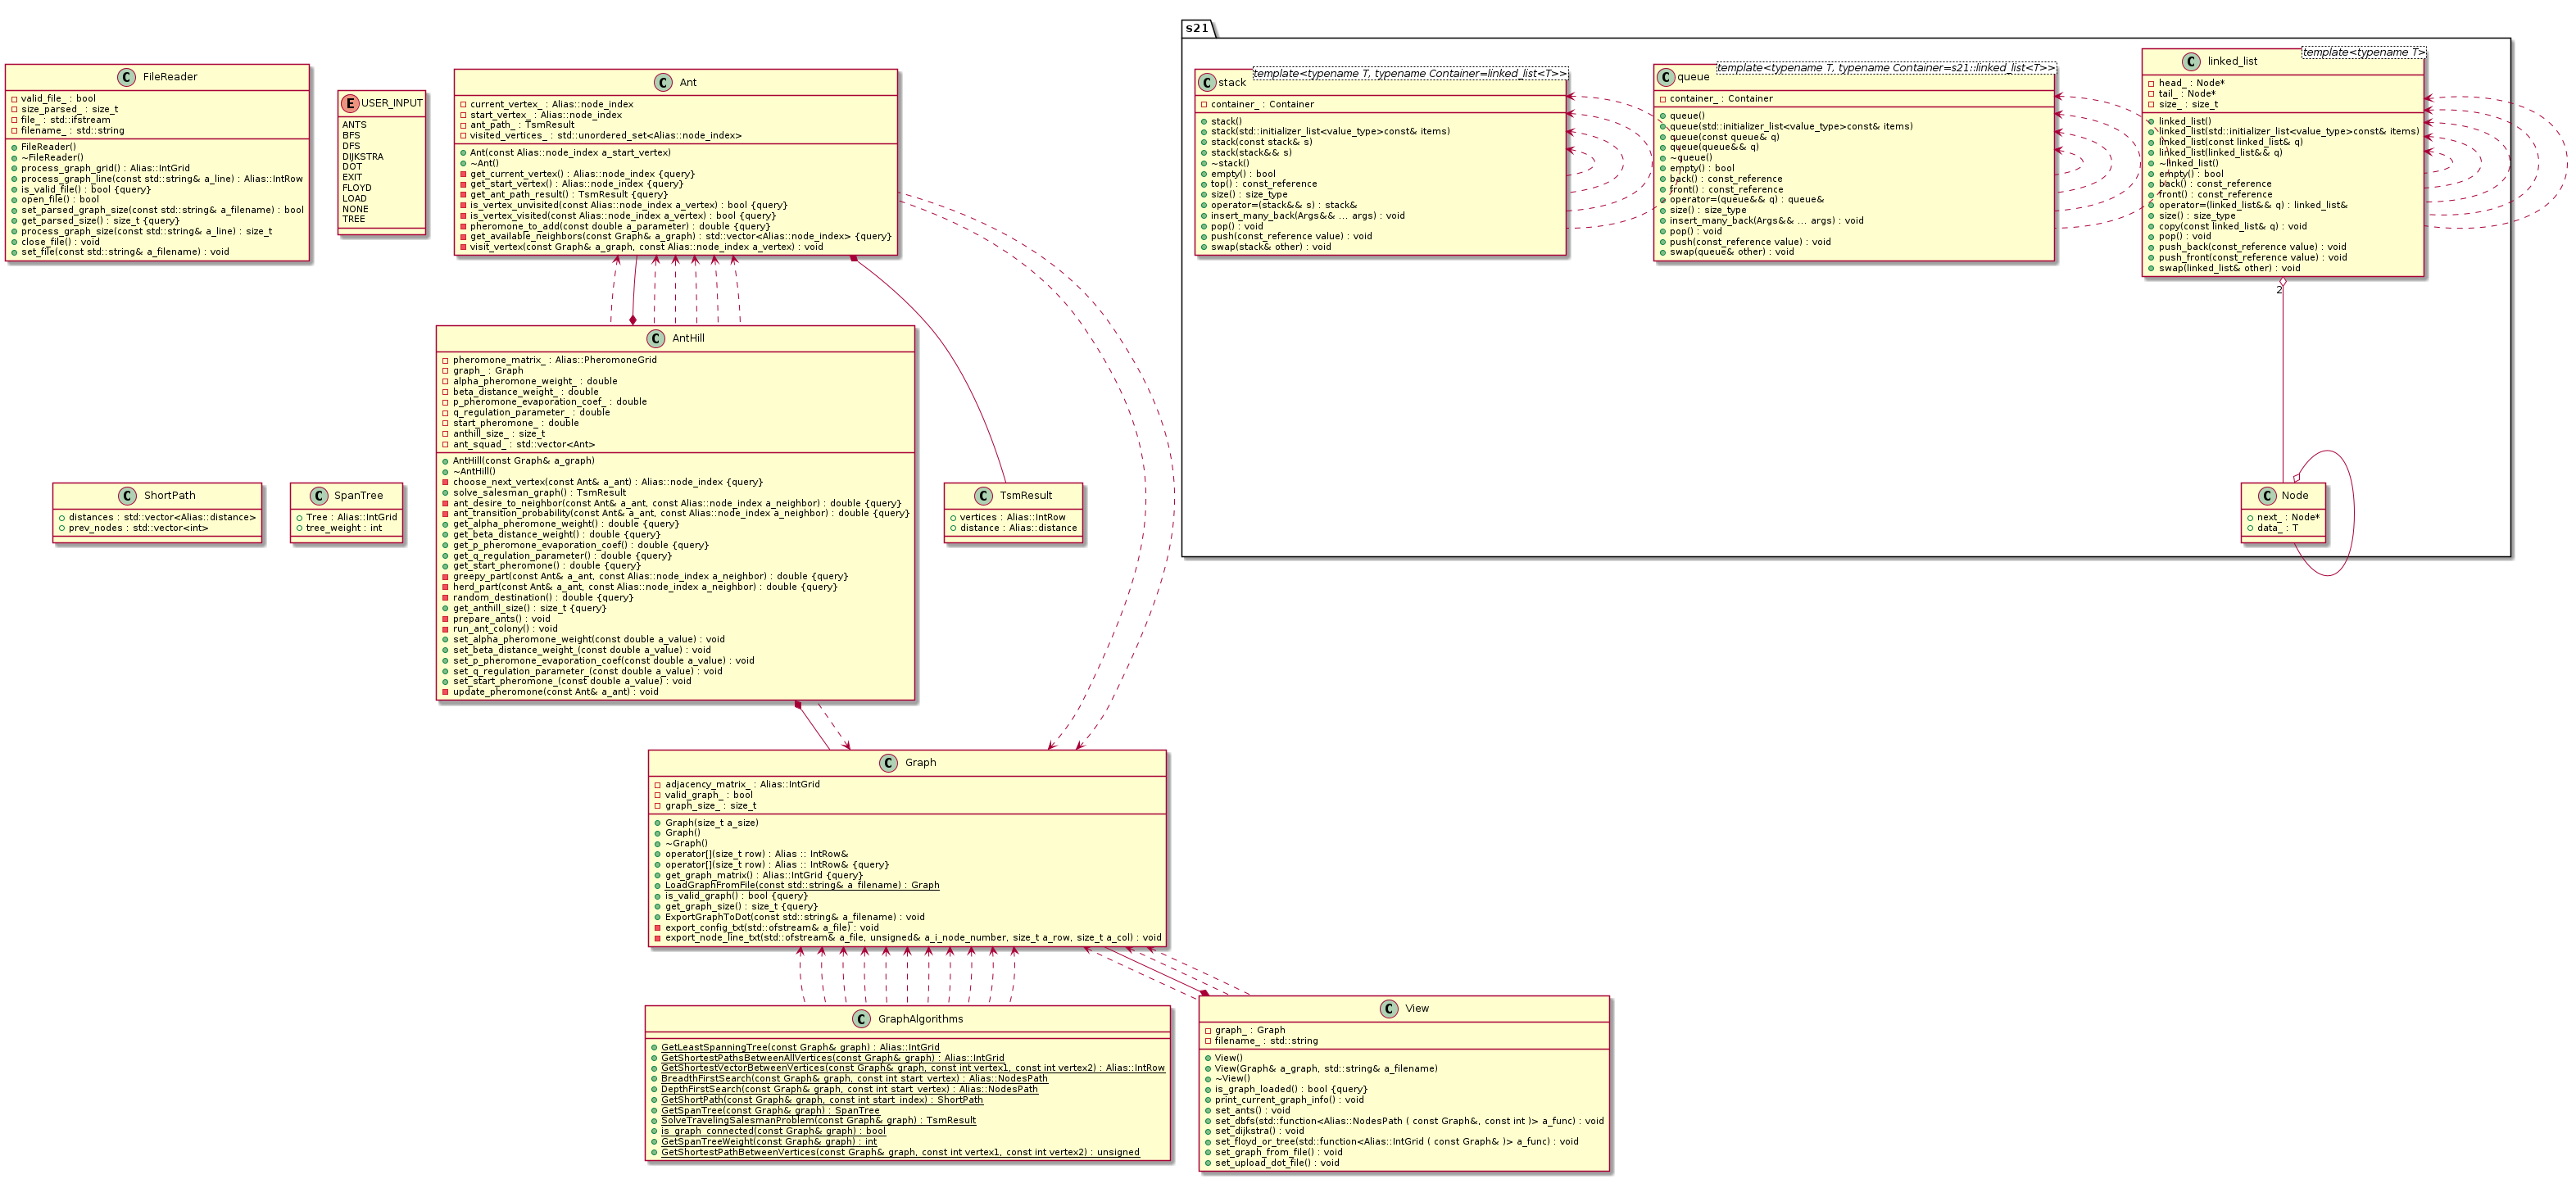 s21
FileReader
valid_file_ : bool
size_parsed_ : size_t
file_ : std::ifstream
filename_ : std::string
FileReader()
~FileReader()
process_graph_grid() : Alias::IntGrid
process_graph_line(const std::string& a_line) : Alias::IntRow
is_valid_file() : bool {query}
open_file() : bool
set_parsed_graph_size(const std::string& a_filename) : bool
get_parsed_size() : size_t {query}
process_graph_size(const std::string& a_line) : size_t
close_file() : void
set_file(const std::string& a_filename) : void
USER_INPUT
ANTS
BFS
DFS
DIJKSTRA
DOT
EXIT
FLOYD
LOAD
NONE
TREE
Ant
current_vertex_ : Alias::node_index
start_vertex_ : Alias::node_index
ant_path_ : TsmResult
visited_vertices_ : std::unordered_set<Alias::node_index>
Ant(const Alias::node_index a_start_vertex)
~Ant()
get_current_vertex() : Alias::node_index {query}
get_start_vertex() : Alias::node_index {query}
get_ant_path_result() : TsmResult {query}
is_vertex_unvisited(const Alias::node_index a_vertex) : bool {query}
is_vertex_visited(const Alias::node_index a_vertex) : bool {query}
pheromone_to_add(const double a_parameter) : double {query}
get_available_neighbors(const Graph& a_graph) : std::vector<Alias::node_index> {query}
visit_vertex(const Graph& a_graph, const Alias::node_index a_vertex) : void
stack
template<typename T, typename Container=linked_list<T>>
container_ : Container
stack()
stack(std::initializer_list<value_type>const& items)
stack(const stack& s)
stack(stack&& s)
~stack()
empty() : bool
top() : const_reference
size() : size_type
operator=(stack&& s) : stack&
insert_many_back(Args&& ... args) : void
pop() : void
push(const_reference value) : void
swap(stack& other) : void
queue
template<typename T, typename Container=s21::linked_list<T>>
container_ : Container
queue()
queue(std::initializer_list<value_type>const& items)
queue(const queue& q)
queue(queue&& q)
~queue()
empty() : bool
back() : const_reference
front() : const_reference
operator=(queue&& q) : queue&
size() : size_type
insert_many_back(Args&& ... args) : void
pop() : void
push(const_reference value) : void
swap(queue& other) : void
linked_list
template<typename T>
head_ : Node*
tail_ : Node*
size_ : size_t
linked_list()
linked_list(std::initializer_list<value_type>const& items)
linked_list(const linked_list& q)
linked_list(linked_list&& q)
~linked_list()
empty() : bool
back() : const_reference
front() : const_reference
operator=(linked_list&& q) : linked_list&
size() : size_type
copy(const linked_list& q) : void
pop() : void
push_back(const_reference value) : void
push_front(const_reference value) : void
swap(linked_list& other) : void
2
AntHill
pheromone_matrix_ : Alias::PheromoneGrid
graph_ : Graph
alpha_pheromone_weight_ : double
beta_distance_weight_ : double
p_pheromone_evaporation_coef_ : double
q_regulation_parameter_ : double
start_pheromone_ : double
anthill_size_ : size_t
ant_squad_ : std::vector<Ant>
AntHill(const Graph& a_graph)
~AntHill()
choose_next_vertex(const Ant& a_ant) : Alias::node_index {query}
solve_salesman_graph() : TsmResult
ant_desire_to_neighbor(const Ant& a_ant, const Alias::node_index a_neighbor) : double {query}
ant_transition_probability(const Ant& a_ant, const Alias::node_index a_neighbor) : double {query}
get_alpha_pheromone_weight() : double {query}
get_beta_distance_weight() : double {query}
get_p_pheromone_evaporation_coef() : double {query}
get_q_regulation_parameter() : double {query}
get_start_pheromone() : double {query}
greepy_part(const Ant& a_ant, const Alias::node_index a_neighbor) : double {query}
herd_part(const Ant& a_ant, const Alias::node_index a_neighbor) : double {query}
random_destination() : double {query}
get_anthill_size() : size_t {query}
prepare_ants() : void
run_ant_colony() : void
set_alpha_pheromone_weight(const double a_value) : void
set_beta_distance_weight_(const double a_value) : void
set_p_pheromone_evaporation_coef(const double a_value) : void
set_q_regulation_parameter_(const double a_value) : void
set_start_pheromone_(const double a_value) : void
update_pheromone(const Ant& a_ant) : void
ShortPath
distances : std::vector<Alias::distance>
prev_nodes : std::vector<int>
SpanTree
Tree : Alias::IntGrid
tree_weight : int
TsmResult
vertices : Alias::IntRow
distance : Alias::distance
Node
next_ : Node*
data_ : T
Graph
adjacency_matrix_ : Alias::IntGrid
valid_graph_ : bool
graph_size_ : size_t
Graph(size_t a_size)
Graph()
~Graph()
operator[](size_t row) : Alias :: IntRow&
operator[](size_t row) : Alias :: IntRow& {query}
get_graph_matrix() : Alias::IntGrid {query}
LoadGraphFromFile(const std::string& a_filename) : Graph
is_valid_graph() : bool {query}
get_graph_size() : size_t {query}
ExportGraphToDot(const std::string& a_filename) : void
export_config_txt(std::ofstream& a_file) : void
export_node_line_txt(std::ofstream& a_file, unsigned& a_i_node_number, size_t a_row, size_t a_col) : void
GraphAlgorithms
GetLeastSpanningTree(const Graph& graph) : Alias::IntGrid
GetShortestPathsBetweenAllVertices(const Graph& graph) : Alias::IntGrid
GetShortestVectorBetweenVertices(const Graph& graph, const int vertex1, const int vertex2) : Alias::IntRow
BreadthFirstSearch(const Graph& graph, const int start_vertex) : Alias::NodesPath
DepthFirstSearch(const Graph& graph, const int start_vertex) : Alias::NodesPath
GetShortPath(const Graph& graph, const int start_index) : ShortPath
GetSpanTree(const Graph& graph) : SpanTree
SolveTravelingSalesmanProblem(const Graph& graph) : TsmResult
is_graph_connected(const Graph& graph) : bool
GetSpanTreeWeight(const Graph& graph) : int
GetShortestPathBetweenVertices(const Graph& graph, const int vertex1, const int vertex2) : unsigned
View
graph_ : Graph
filename_ : std::string
View()
View(Graph& a_graph, std::string& a_filename)
~View()
is_graph_loaded() : bool {query}
print_current_graph_info() : void
set_ants() : void
set_dbfs(std::function<Alias::NodesPath ( const Graph&, const int )> a_func) : void
set_dijkstra() : void
set_floyd_or_tree(std::function<Alias::IntGrid ( const Graph& )> a_func) : void
set_graph_from_file() : void
set_upload_dot_file() : void